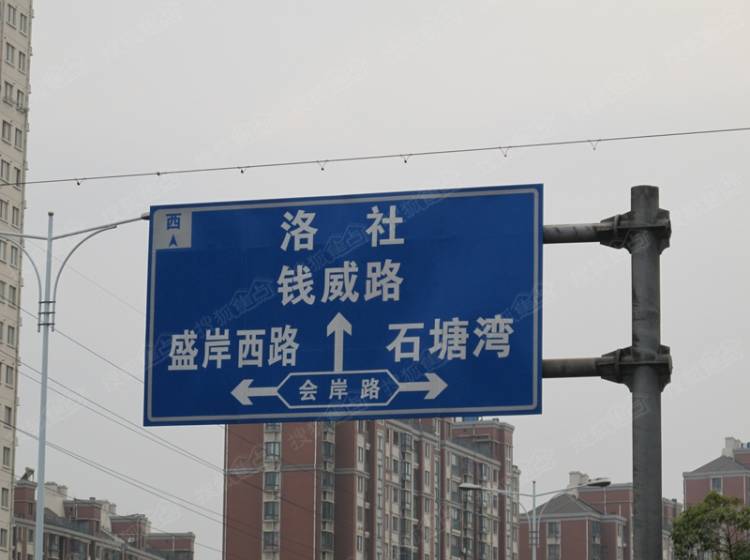 西
洛社
钱威路
盛岸西路 石塘湾
会岸路